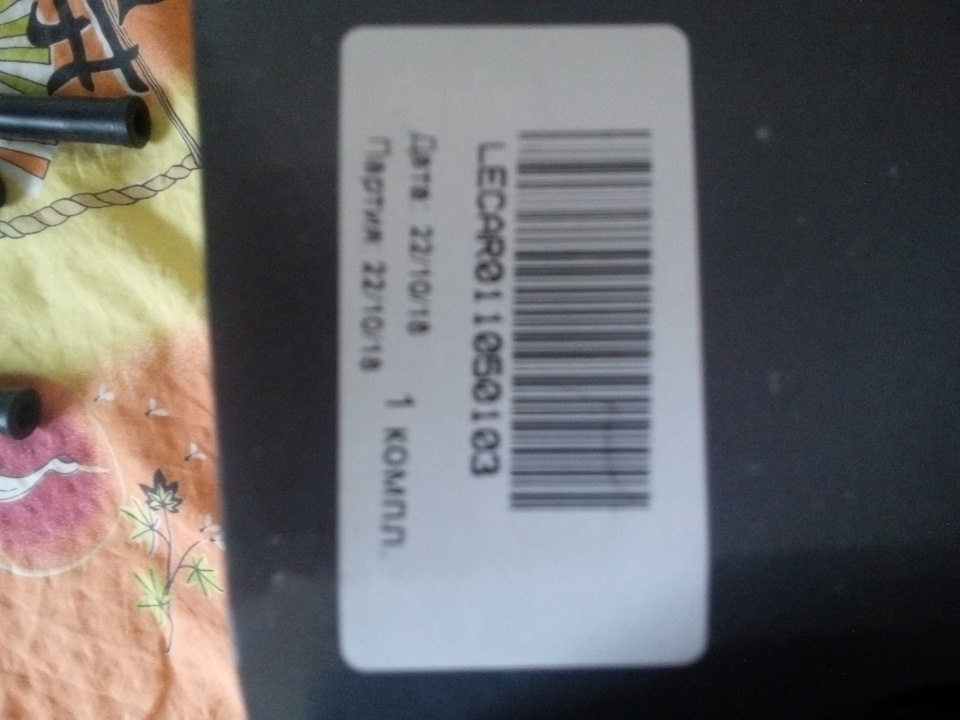 LECAR011050103
Дата: 22/10/18
Партия: 22/10/18
1 компл.